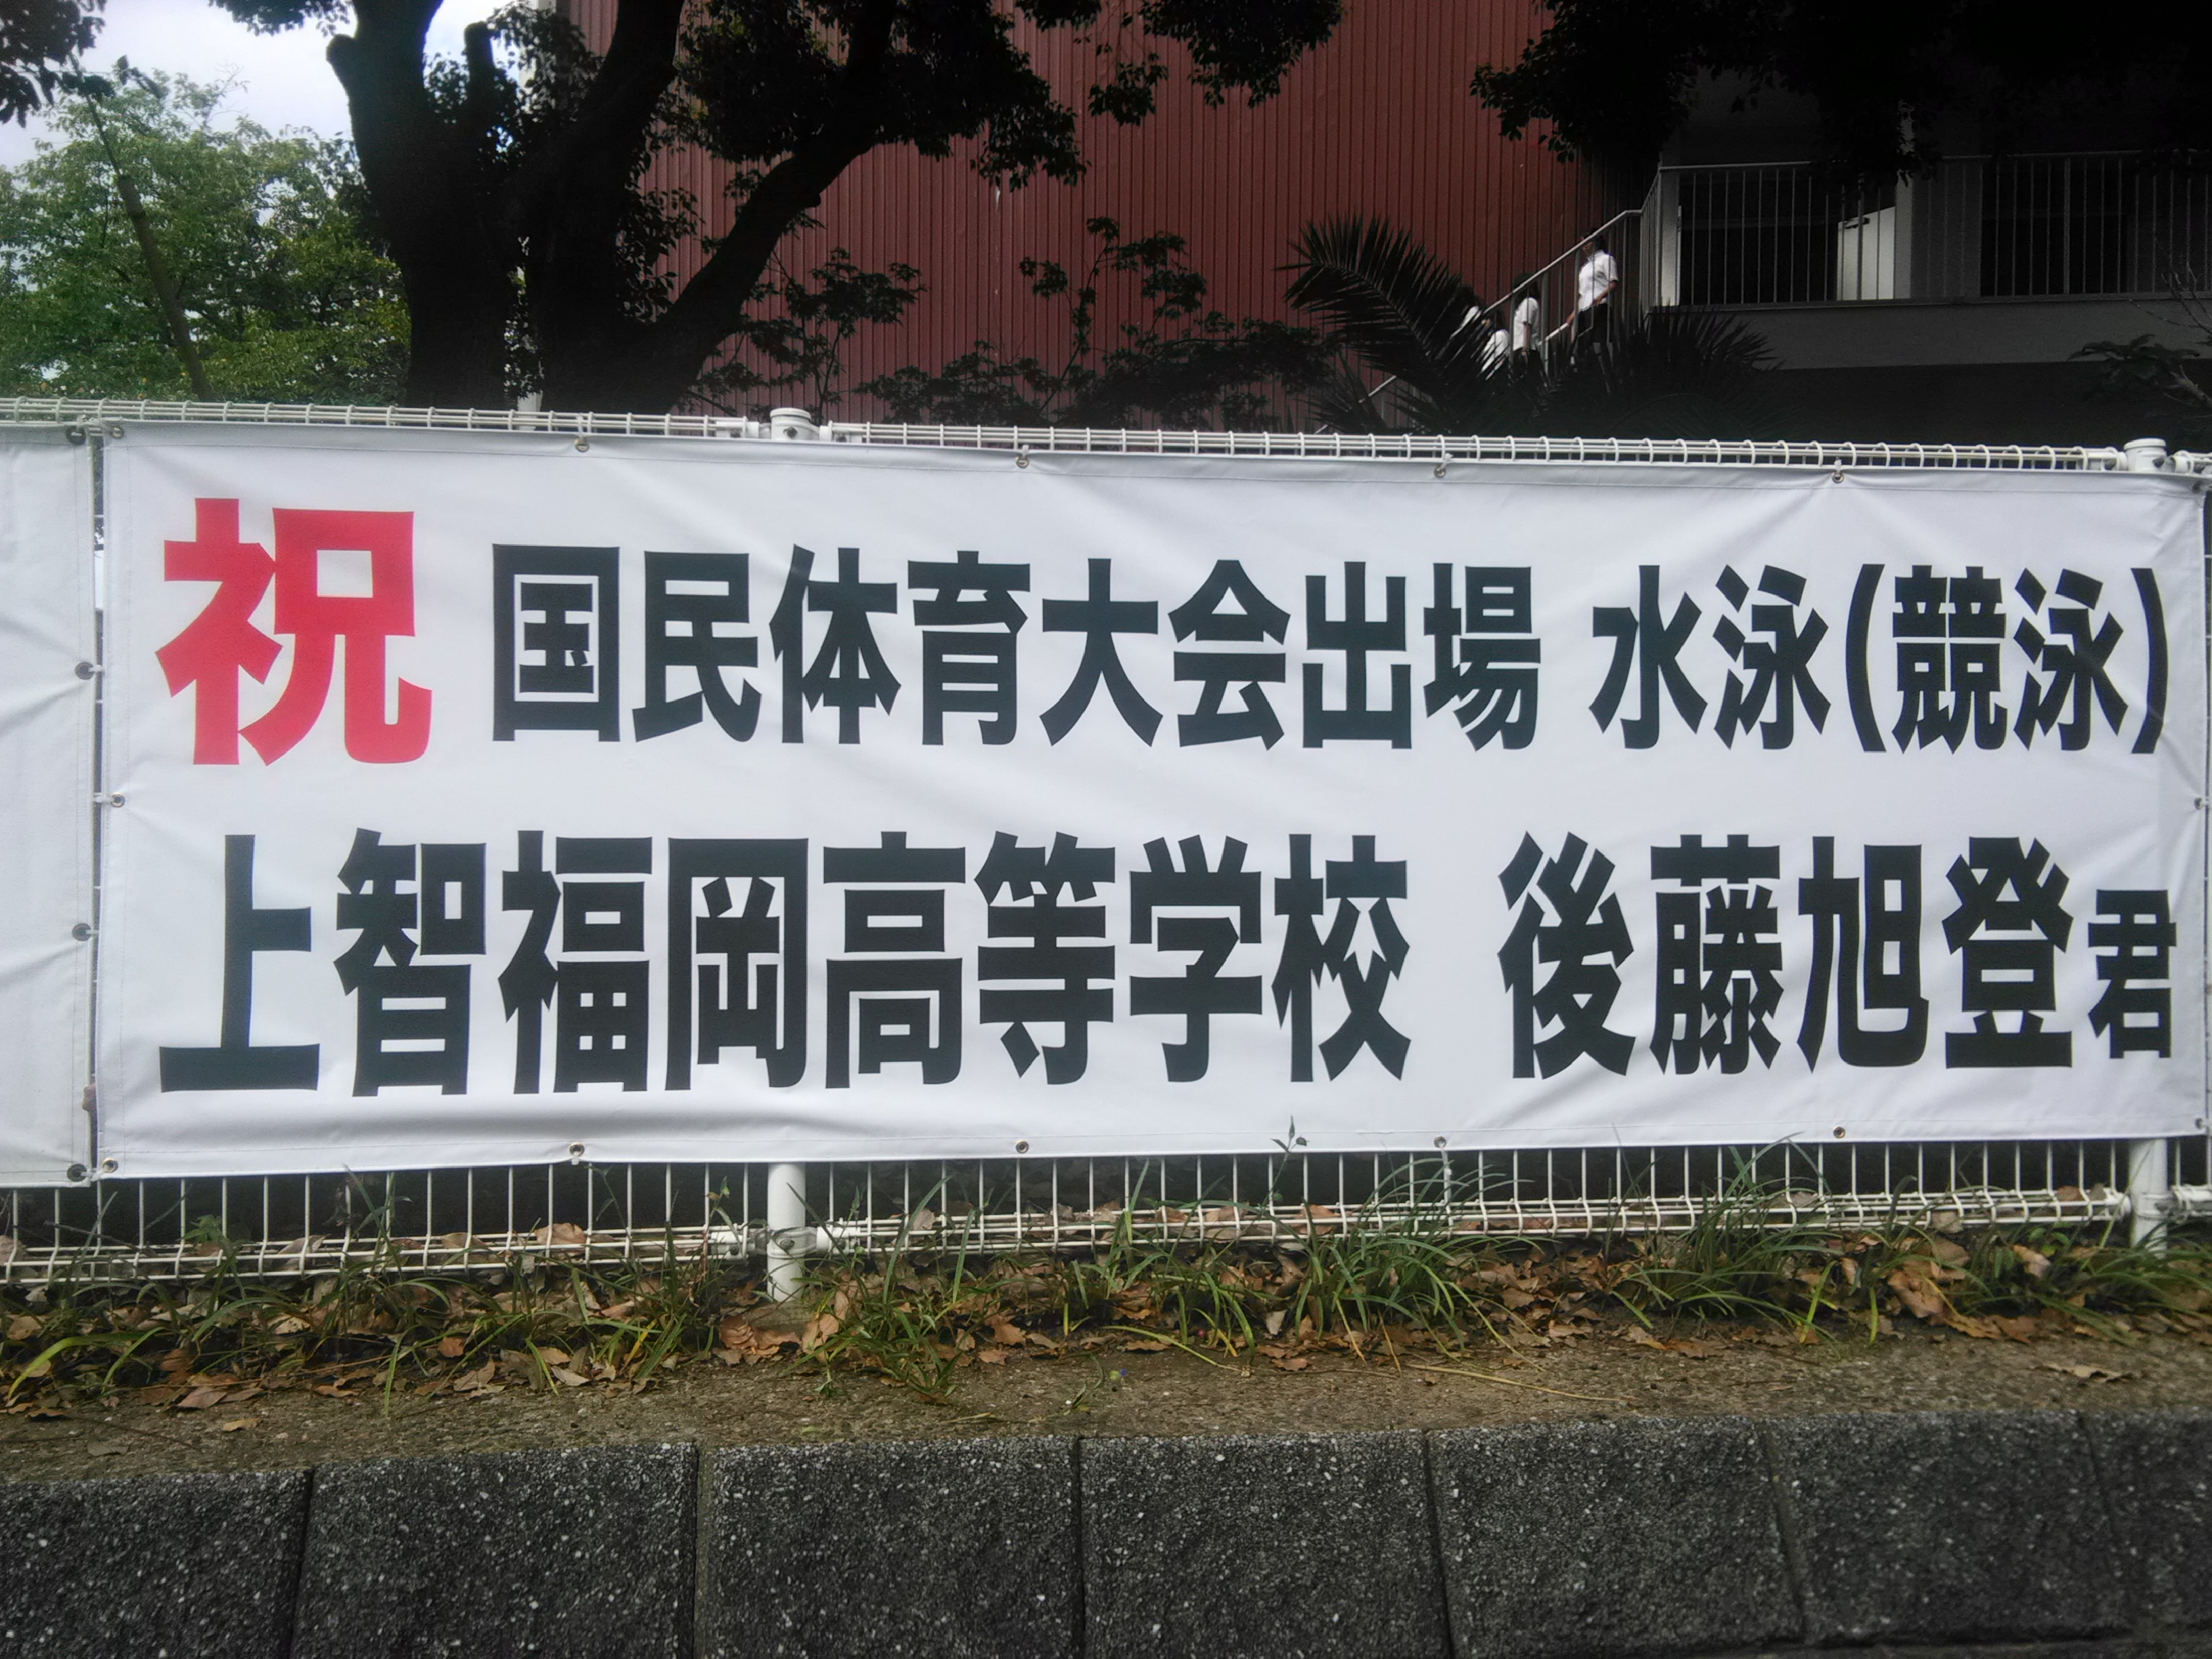 祝 国民体育大会出場 水泳(競泳)
上智福岡高等学校 後藤旭登君